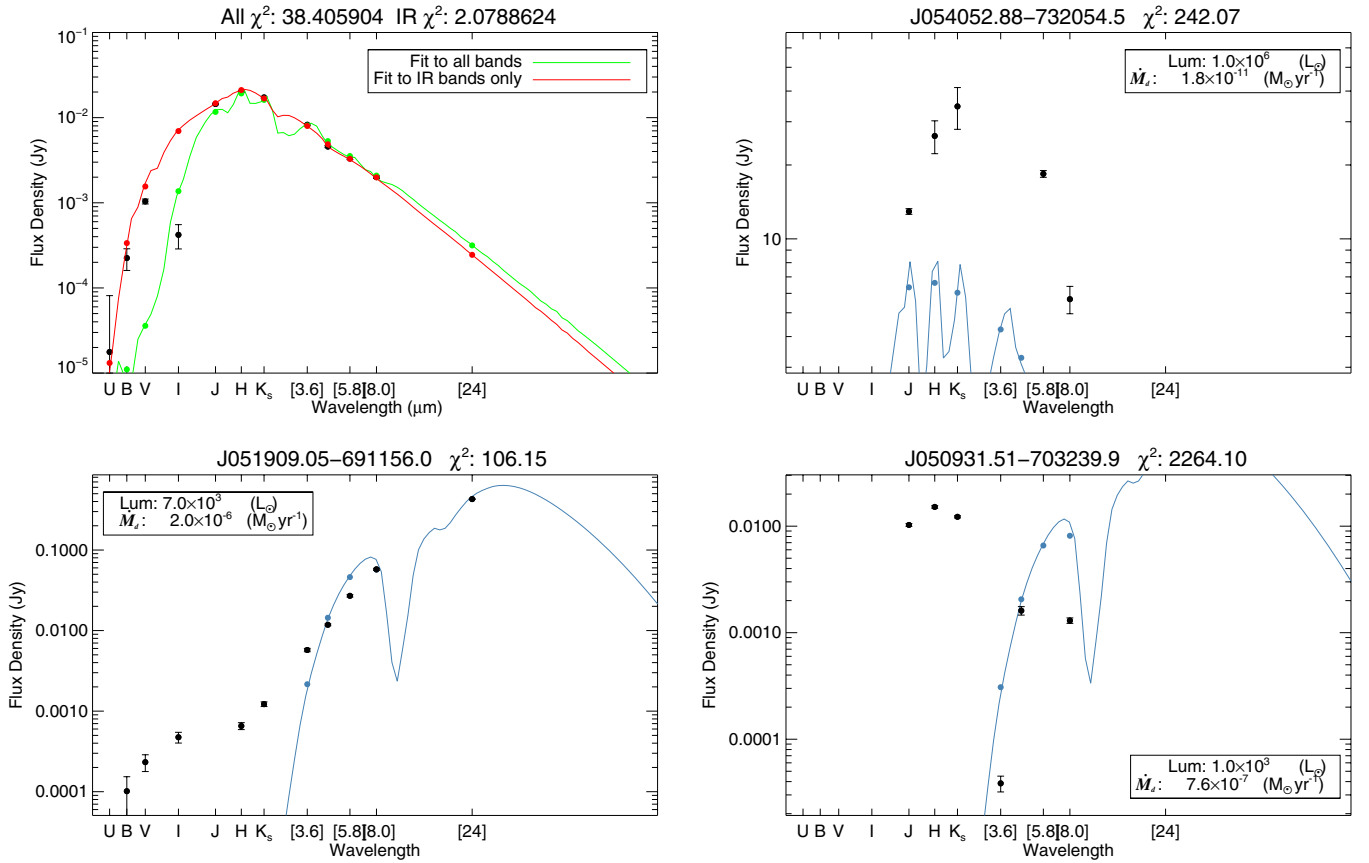 All χ²: 38.405904 IR χ²: 2.0788624
Fit to all bands
Fit to IR bands only
Flux Density (Jy)
10⁻¹
10⁻²
10⁻³
10⁻⁴
10⁻⁵
U B V I J H Kₛ [3.6] [5.8][8.0] [24]
Wavelength (μm)
J054052.88−732054.5 χ²: 242.07
Lum: 1.0×10⁶ (L⊙)
Ṁd: 1.8×10⁻¹¹ (M⊙ yr⁻¹)
Flux Density (Jy)
10
U B V I J H Kₛ [3.6] [5.8][8.0] [24]
Wavelength
J051909.05−691156.0 χ²: 106.15
Lum: 7.0×10³ (L⊙)
Ṁd: 2.0×10⁻⁶ (M⊙ yr⁻¹)
Flux Density (Jy)
0.1000
0.0100
0.0010
0.0001
U B V I J H Kₛ [3.6] [5.8][8.0] [24]
Wavelength
J050931.51−703239.9 χ²: 2264.10
Flux Density (Jy)
0.0100
0.0010
0.0001
Lum: 1.0×10³ (L⊙)
Ṁd: 7.6×10⁻⁷ (M⊙ yr⁻¹)
U B V I J H Kₛ [3.6] [5.8][8.0] [24]
Wavelength